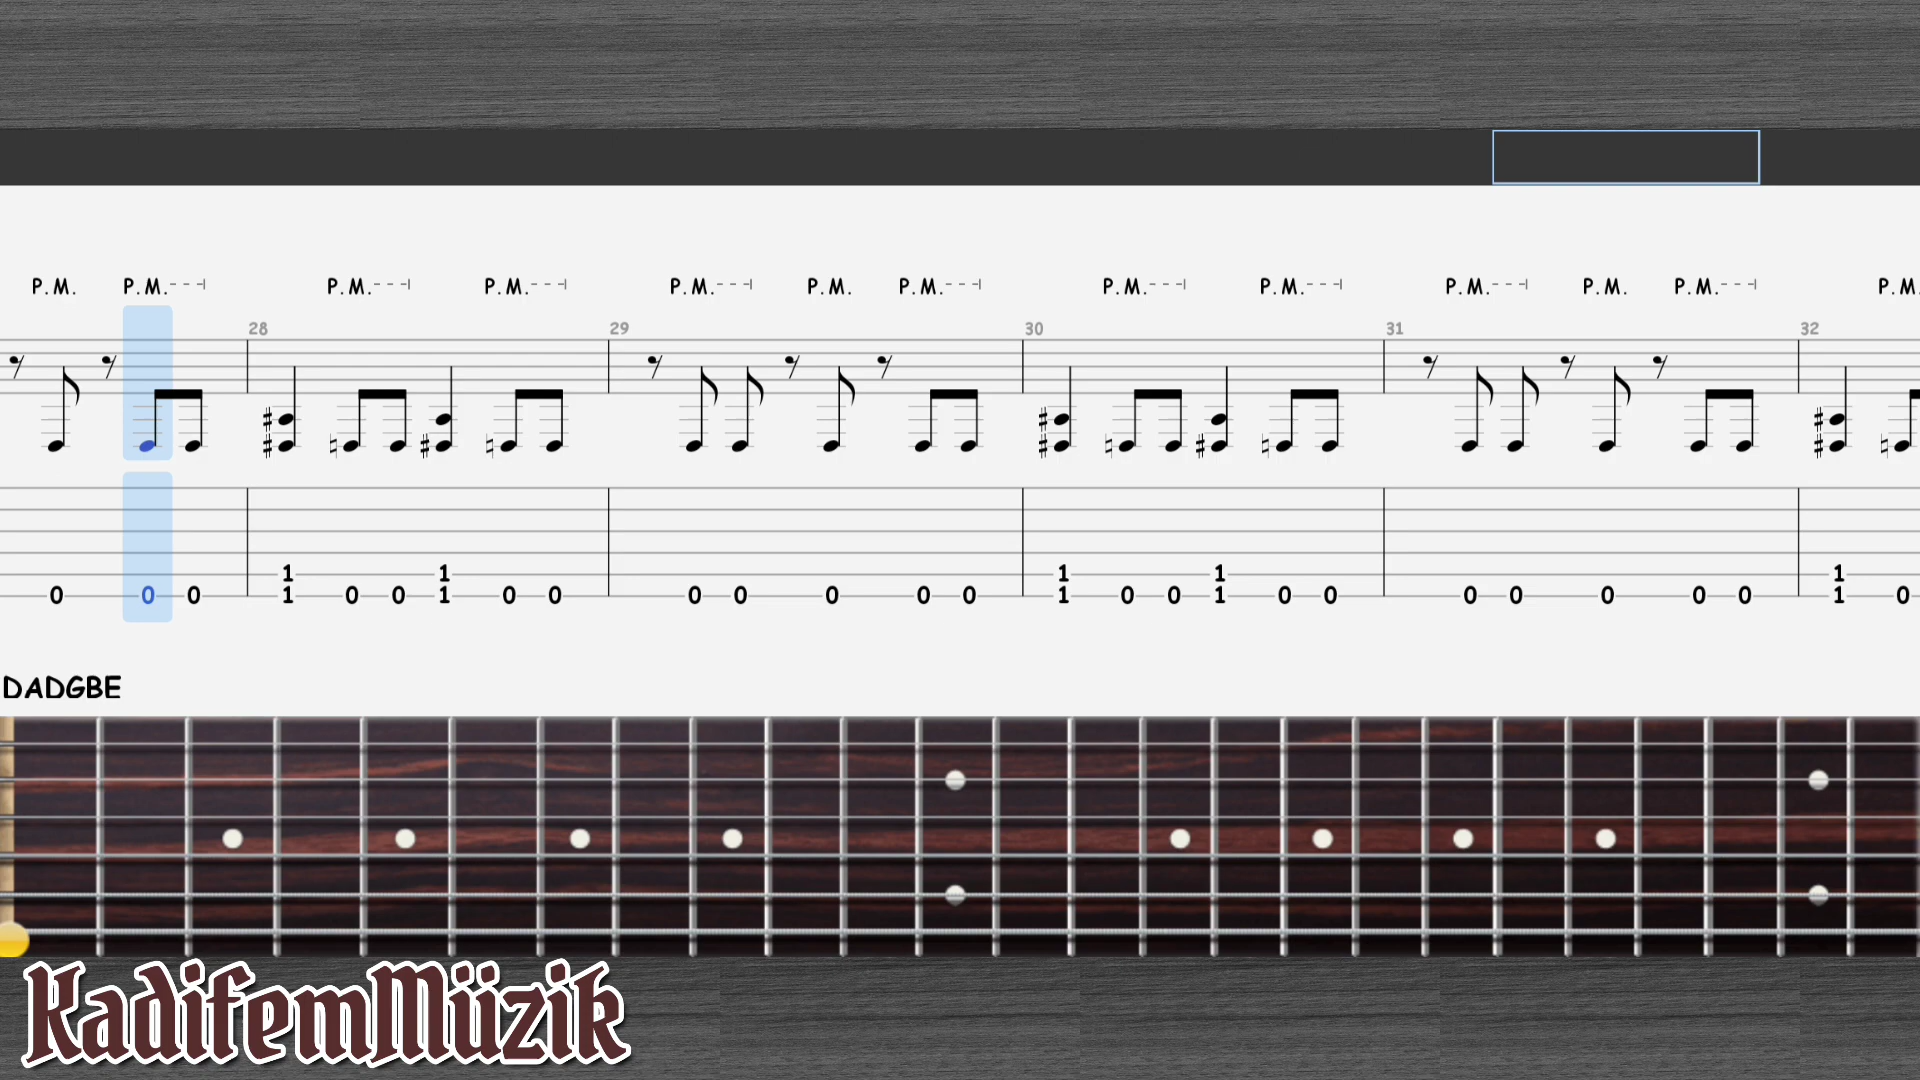 P.M. P.M.---| P.M.---| P.M.---| P.M.---| P.M. P.M.---| P.M.---| P.M.---| P.M.---| P.M. P.M.---| P.M.
28 29 30 31 32
1 1 1 1 1
0 0 0 1 0 0 1 0 0 0 0 0 0 0 1 0 0 1 0 0 0 0 0 0 0 1 0
DADGBE
KadifemMüzik